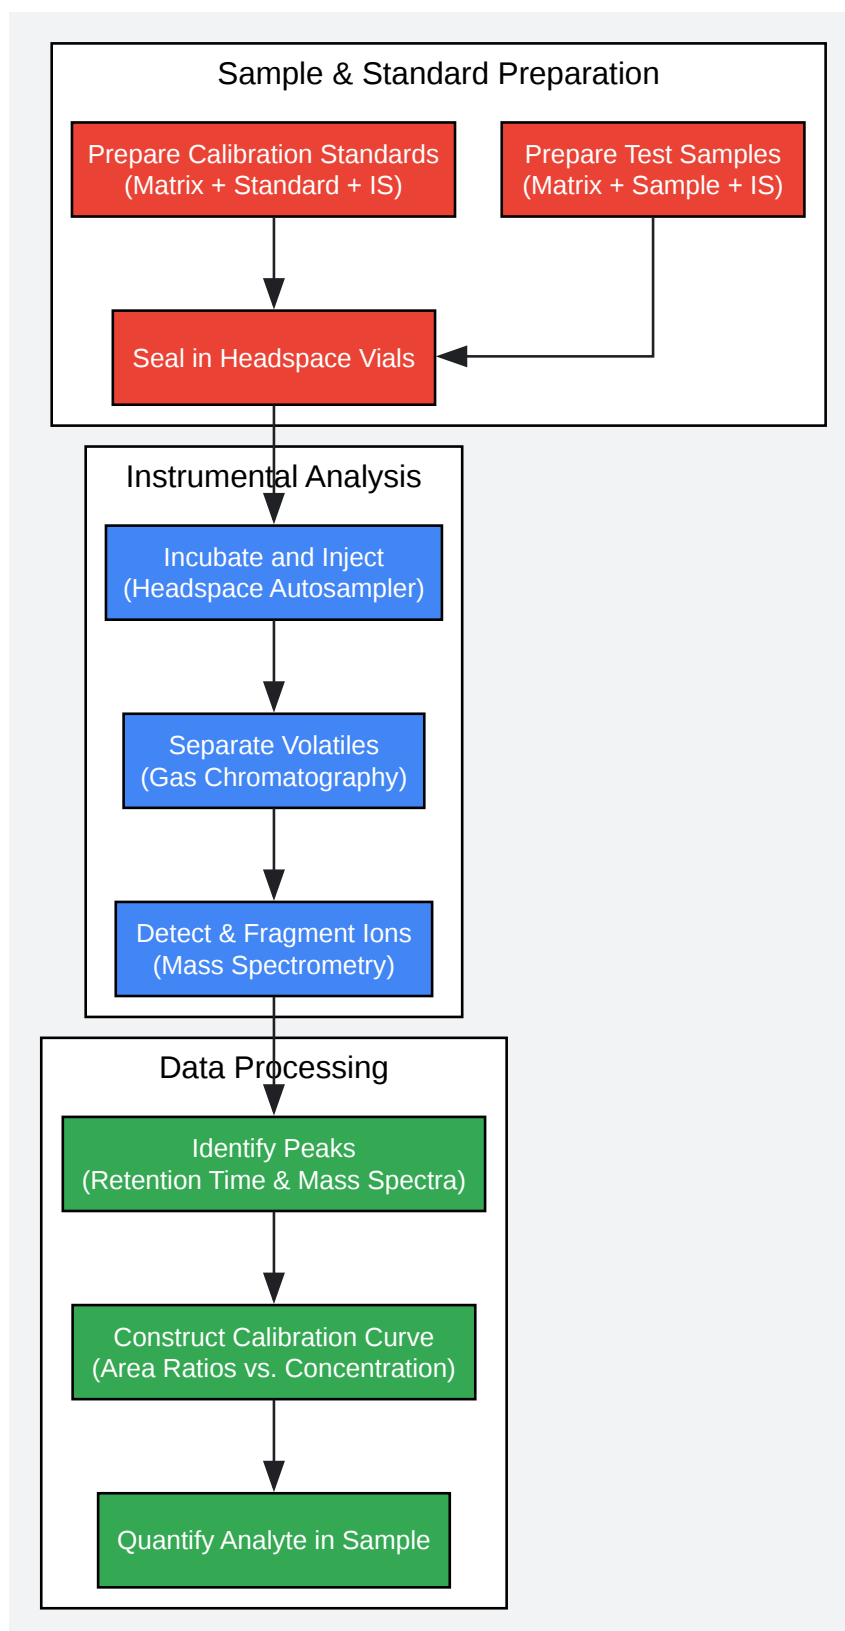 Sample & Standard Preparation
Prepare Calibration Standards
(Matrix + Standard + IS)
Prepare Test Samples
(Matrix + Sample + IS)
Seal in Headspace Vials
Instrumental Analysis
Incubate and Inject
(Headspace Autosampler)
Separate Volatiles
(Gas Chromatography)
Detect & Fragment Ions
(Mass Spectrometry)
Data Processing
Identify Peaks
(Retention Time & Mass Spectra)
Construct Calibration Curve
(Area Ratios vs. Concentration)
Quantify Analyte in Sample